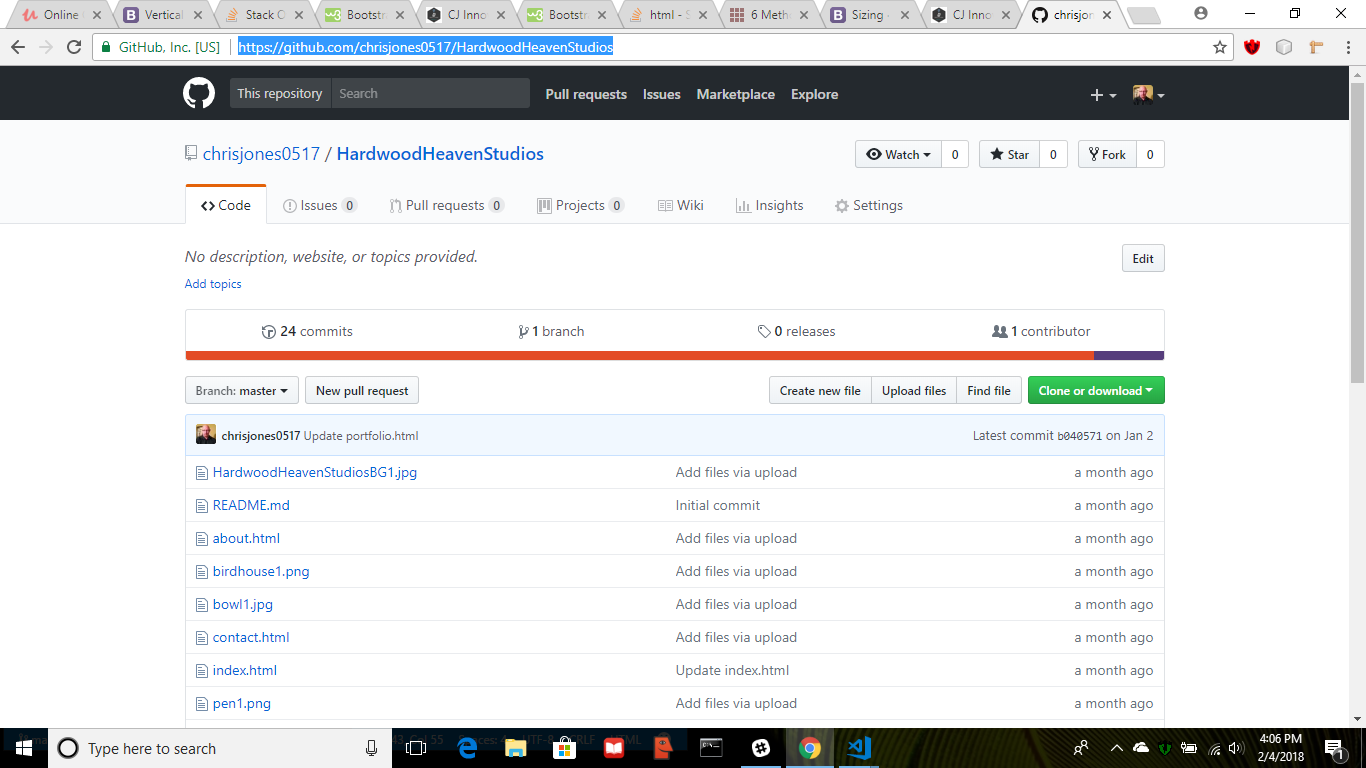 Online Vertical Stack O Bootstr CJ Inno Bootstr html - S 6 Meth Sizing CJ Inno chrisjon
GitHub, Inc. [US] https://github.com/chrisjones0517/HardwoodHeavenStudios
This repository Search Pull requests Issues Marketplace Explore
chrisjones0517 / HardwoodHeavenStudios Watch 0 Star 0 Fork 0
Code Issues 0 Pull requests 0 Projects 0 Wiki Insights Settings
No description, website, or topics provided. Edit
Add topics
24 commits 1 branch 0 releases 1 contributor
Branch: master New pull request Create new file Upload files Find file Clone or download
chrisjones0517 Update portfolio.html Latest commit b040571 on Jan 2
HardwoodHeavenStudiosBG1.jpg Add files via upload a month ago
README.md Initial commit a month ago
about.html Add files via upload a month ago
birdhouse1.png Add files via upload a month ago
bowl1.jpg Add files via upload a month ago
contact.html Add files via upload a month ago
index.html Update index.html a month ago
pen1.png Add files via upload a month ago
Type here to search
4:06 PM
2/4/2018
1